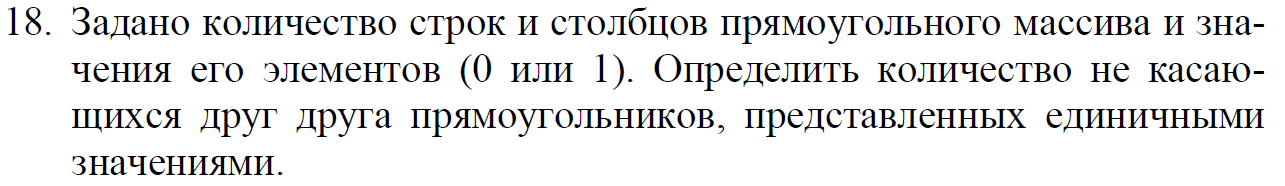 18. Задано количество строк и столбцов прямоугольного массива и зна-
чения его элементов (0 или 1). Определить количество не касаю-
щихся друг друга прямоугольников, представленных единичными
значениями.